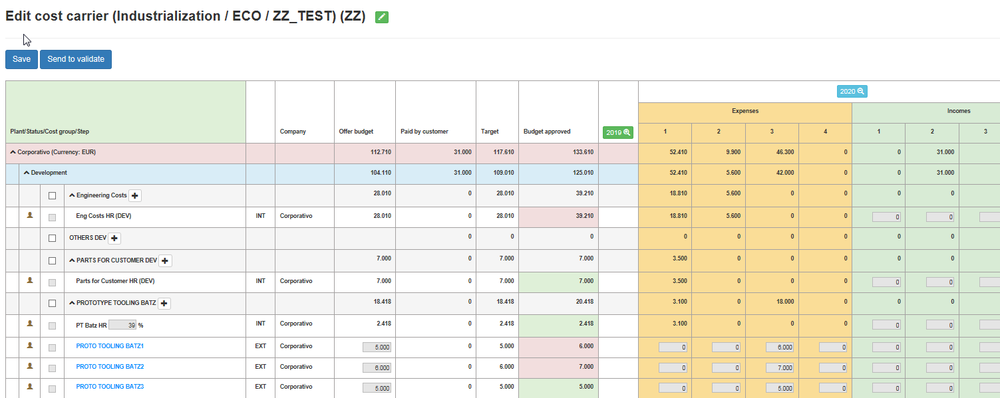 Edit cost carrier (Industrialization / ECO / ZZ_TEST) (ZZ)
Save Send to validate
2020
Expenses Incomes
Plant/Status/Cost group/Step Company Offer budget Paid by customer Target Budget approved 2019 1 2 3 4 1 2 3
Corporativo (Currency: EUR) 112.710 31.000 117.610 133.610 52.410 9.900 46.300 0 0 31.000
Development 104.110 31.000 109.010 125.010 52.410 5.600 42.000 0 0 31.000
Engineering Costs 28.010 0 28.010 39.210 18.810 5.600 0 0 0 0
Eng Costs HR (DEV) INT Corporativo 28.010 0 28.010 39.210 18.810 5.600 0 0 0 0
OTHERS DEV 0 0 0 0 0 0 0 0 0
PARTS FOR CUSTOMER DEV 7.000 0 7.000 7.000 3.500 0 0 0 0 0
Parts for Customer HR (DEV) INT Corporativo 7.000 0 7.000 7.000 3.500 0 0 0 0 0
PROTOTYPE TOOLING BATZ 18.418 0 18.418 20.418 3.100 0 18.000 0 0 0
PT Batz HR 39 % INT Corporativo 2.418 0 2.418 2.418 3.100 0 0 0 0 0
PROTO TOOLING BATZ1 EXT Corporativo 5.000 0 5.000 6.000 0 0 6.000 0 0 0
PROTO TOOLING BATZ2 EXT Corporativo 6.000 0 6.000 7.000 0 0 7.000 0 0 0
PROTO TOOLING BATZ3 EXT Corporativo 5.000 0 5.000 5.000 0 0 5.000 0 0 0